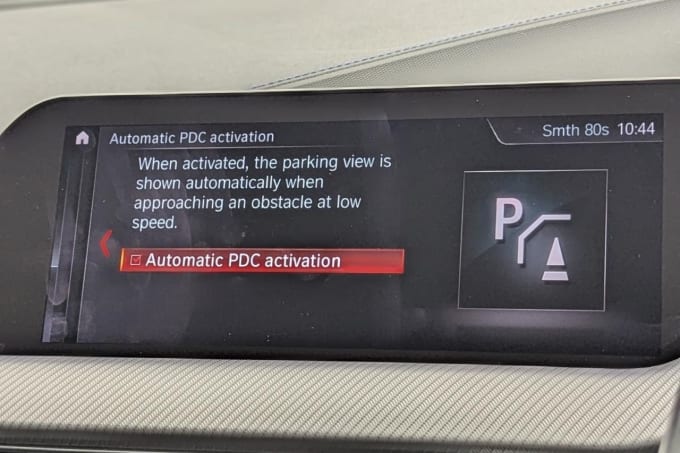 Automatic PDC activation
Smth 80s 10:44
When activated, the parking view is
shown automatically when
approaching an obstacle at low
speed.
Automatic PDC activation
P